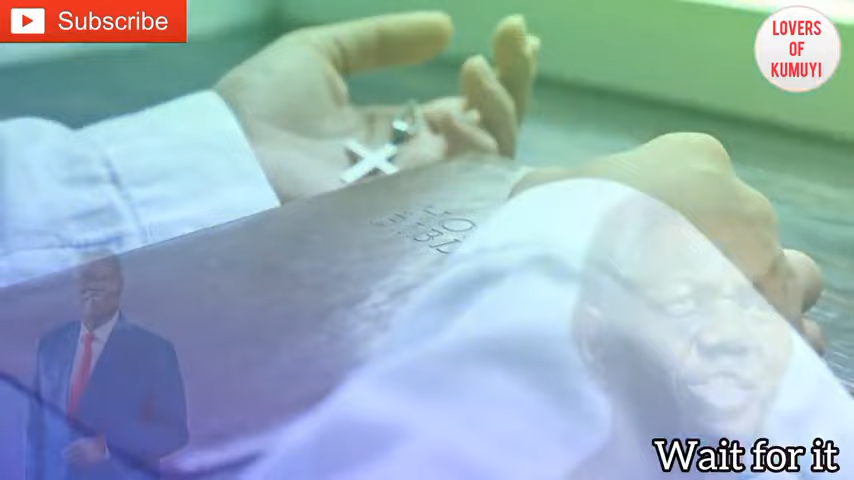 Subscribe
LOVERS
OF
KUMUYI
Wait for it